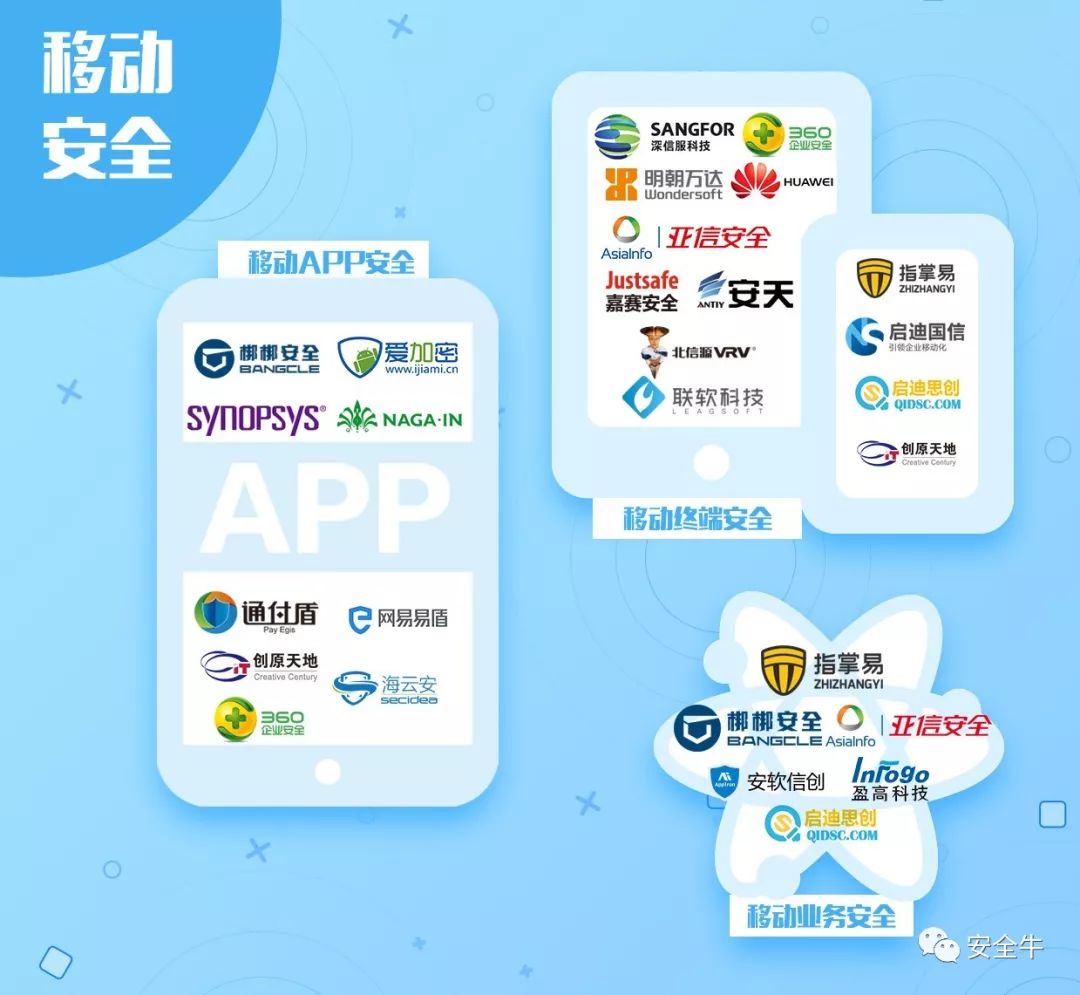 移动
安全
移动APP安全
梆梆安全
BANGCLE
爱加密
www.ijiami.cn
SYNOPSYS®
NAGA·IN
APP
通付盾
Pay Egis
网易易盾
创原天地
Creative Century
海云安
secidea
360
企业安全
SANGFOR
深信服科技
360
企业安全
明朝万达
Wondersoft
HUAWEI
AsiaInfo
亚信安全
Justsafe
嘉赛安全
ANTIY
安天
北信源VRV®
联软科技
LEAGSOFT
指掌易
ZHIZHANGYI
启迪国信
引领企业移动化
启迪思创
QIDSC.COM
创原天地
Creative Century
移动终端安全
指掌易
ZHIZHANGYI
梆梆安全
BANGCLE
AsiaInfo
亚信安全
安软信创
Infogo
盈高科技
启迪思创
QIDSC.COM
移动业务安全
安全牛